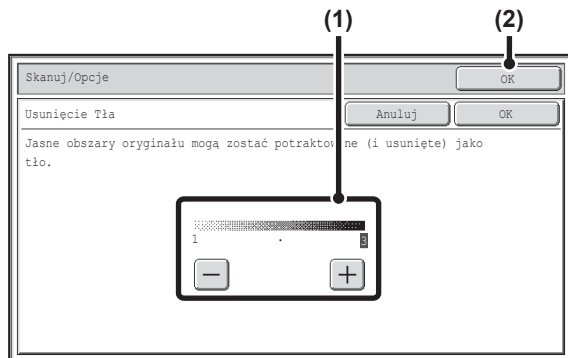 (1) (2)
Skanuj/Opcje OK
Usunięcie Tła Anuluj OK
Jasne obszary oryginału mogą zostać potraktowane (i usunięte) jako
tło.
1 · 3
− +